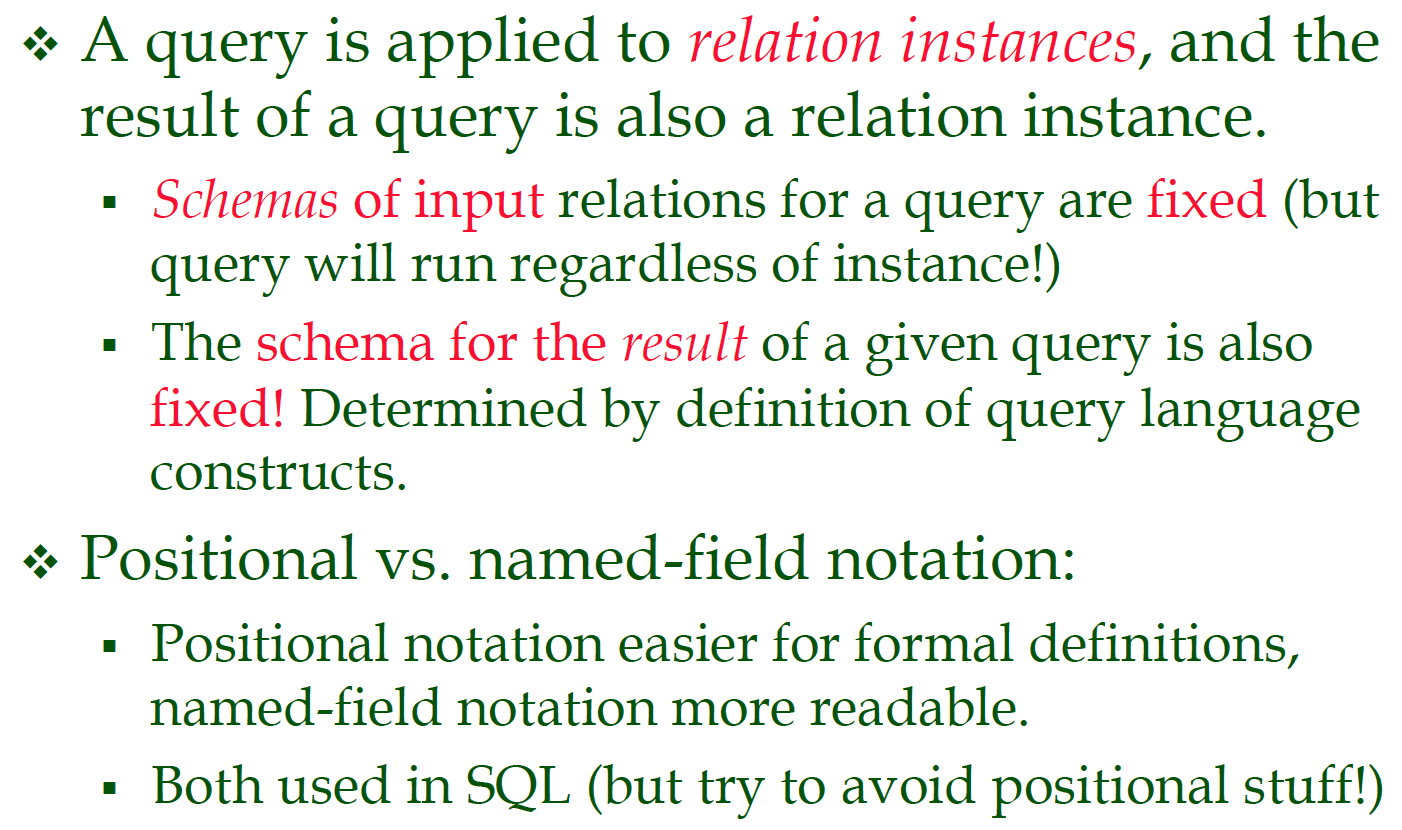 ❖ A query is applied to relation instances, and the
result of a query is also a relation instance.
▪ Schemas of input relations for a query are fixed (but
query will run regardless of instance!)
▪ The schema for the result of a given query is also
fixed! Determined by definition of query language
constructs.
❖ Positional vs. named-field notation:
▪ Positional notation easier for formal definitions,
named-field notation more readable.
▪ Both used in SQL (but try to avoid positional stuff!)